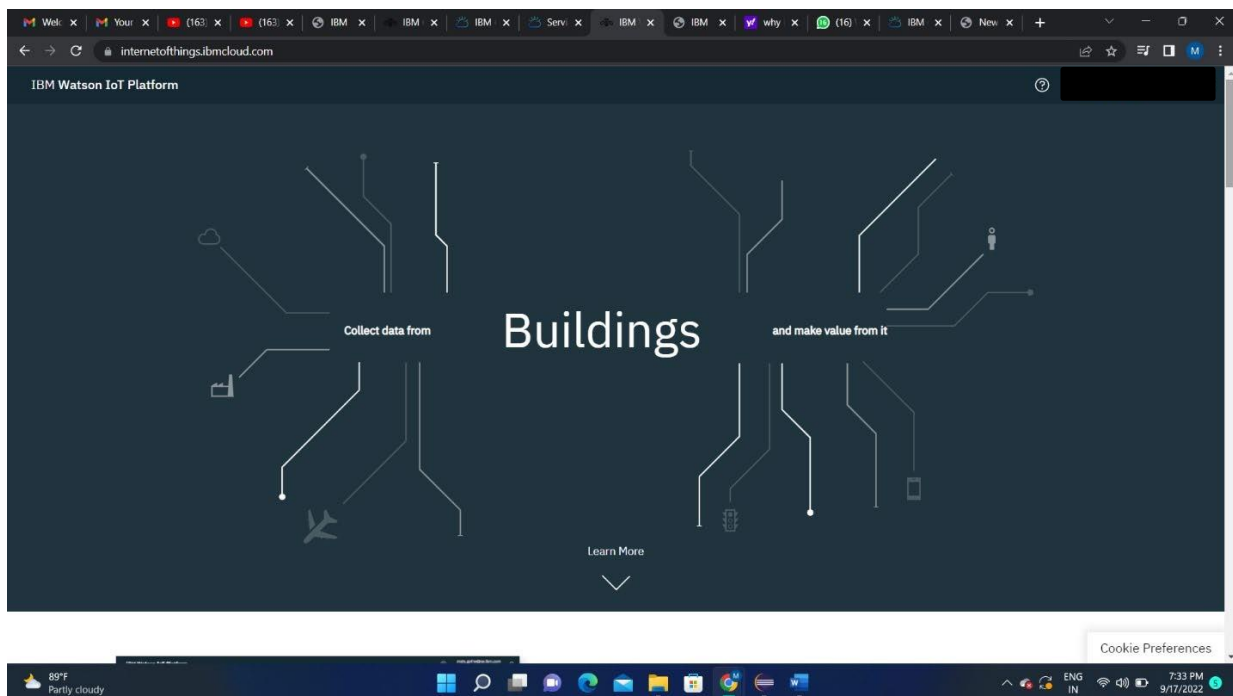 Welc
Your
(163)
(163)
IBM
IBM
IBM
Servi
IBM
IBM
why
(16)
IBM
New
internetofthings.ibmcloud.com
M
IBM Watson IoT Platform
Collect data from
Buildings
and make value from it
Learn More
Cookie Preferences
89°F
Partly cloudy
ENG
IN
7:33 PM
9/17/2022
5